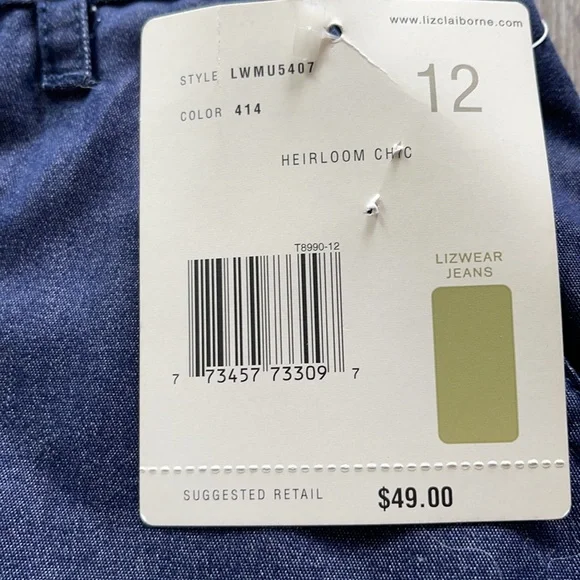 www.lizclaiborne.com
STYLE LWMU5407
12
COLOR 414
HEIRLOOM CHIC
T8990-12
LIZWEAR
JEANS
7 73457 73309 7
SUGGESTED RETAIL $49.00